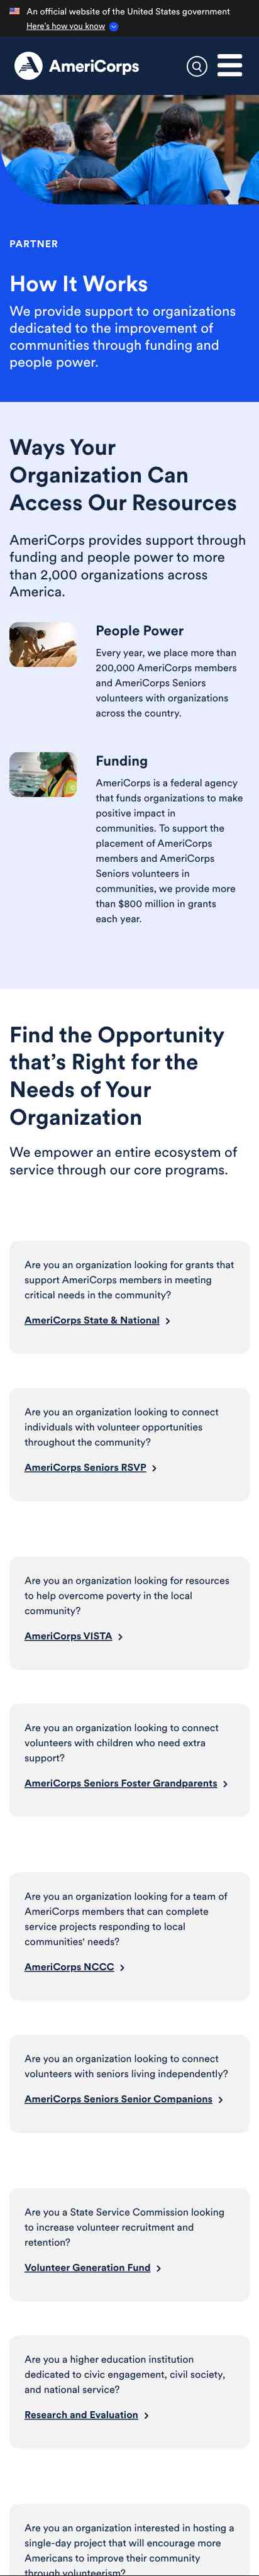 An official website of the United States government
Here's how you know
AmeriCorps
PARTNER
How It Works
We provide support to organizations
dedicated to the improvement of
communities through funding and
people power.
Ways Your
Organization Can
Access Our Resources
AmeriCorps provides support through
funding and people power to more
than 2,000 organizations across
America.
People Power
Every year, we place more than
200,000 AmeriCorps members
and AmeriCorps Seniors
volunteers with organizations
across the country.
Funding
AmeriCorps is a federal agency
that funds organizations to make
positive impact in
communities. To support the
placement of AmeriCorps
members and AmeriCorps
Seniors volunteers in
communities, we provide more
than $800 million in grants
each year.
Find the Opportunity
that’s Right for the
Needs of Your
Organization
We empower an entire ecosystem of
service through our core programs.
Are you an organization looking for grants that
support AmeriCorps members in meeting
critical needs in the community?
AmeriCorps State & National
Are you an organization looking to connect
individuals with volunteer opportunities
throughout the community?
AmeriCorps Seniors RSVP
Are you an organization looking for resources
to help overcome poverty in the local
community?
AmeriCorps VISTA
Are you an organization looking to connect
volunteers with children who need extra
support?
AmeriCorps Seniors Foster Grandparents
Are you an organization looking for a team of
AmeriCorps members that can complete
service projects responding to local
communities' needs?
AmeriCorps NCCC
Are you an organization looking to connect
volunteers with seniors living independently?
AmeriCorps Seniors Senior Companions
Are you a State Service Commission looking
to increase volunteer recruitment and
retention?
Volunteer Generation Fund
Are you a higher education institution
dedicated to civic engagement, civil society,
and national service?
Research and Evaluation
Are you an organization interested in hosting a
single-day project that will encourage more
Americans to improve their community
through volunteerism?